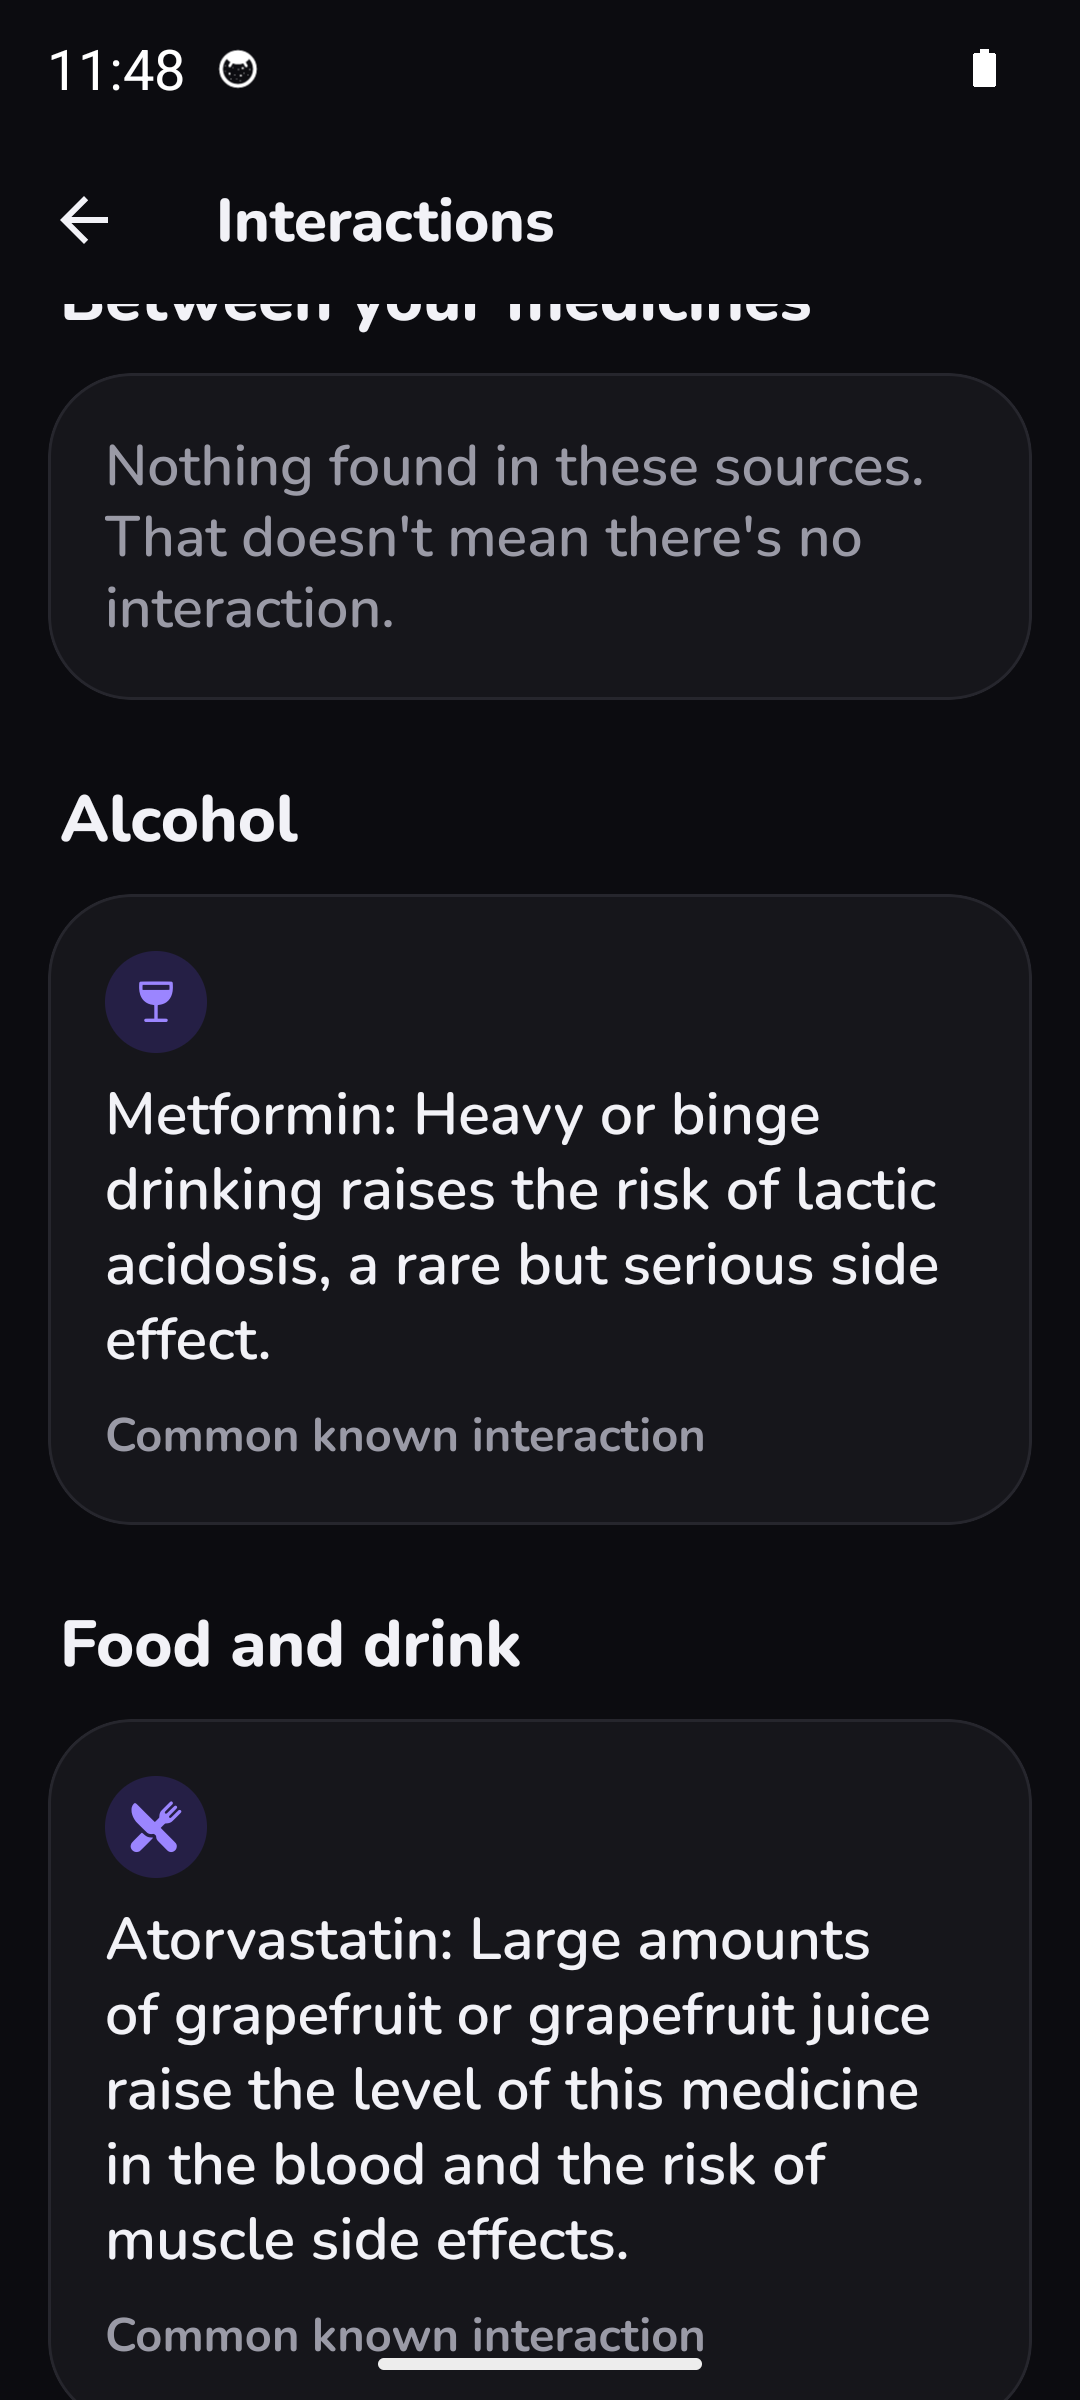 11:48
Interactions
Between your medicines
Nothing found in these sources.
That doesn't mean there's no
interaction.
Alcohol
Metformin: Heavy or binge
drinking raises the risk of lactic
acidosis, a rare but serious side
effect.
Common known interaction
Food and drink
Atorvastatin: Large amounts
of grapefruit or grapefruit juice
raise the level of this medicine
in the blood and the risk of
muscle side effects.
Common known interaction